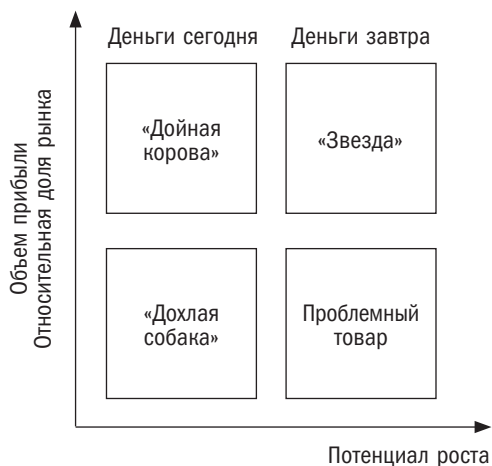 Деньги сегодня
Деньги завтра
Объем прибыли
Относительная доля рынка
«Дойная
корова»
«Звезда»
«Дохлая
собака»
Проблемный
товар
Потенциал роста